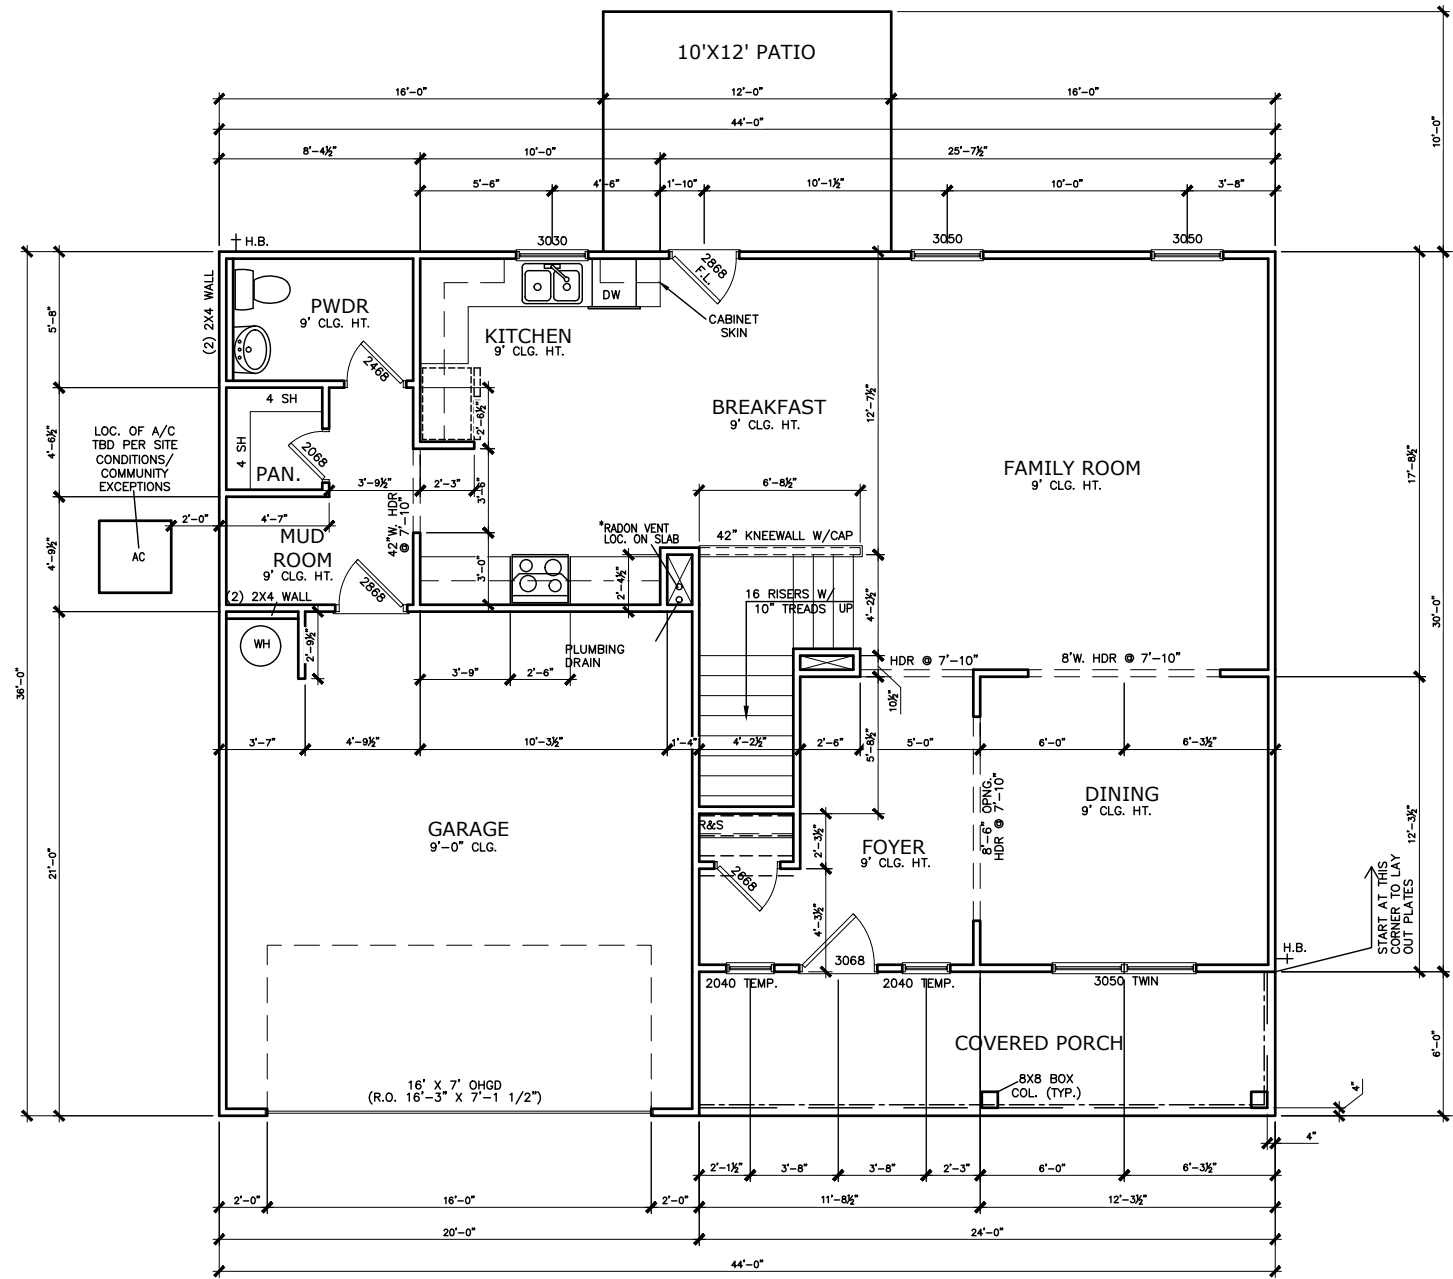 10'X12' PATIO
16'-0"
12'-0"
16'-0"
44'-0"
10'-0"
8'-4½"
10'-0"
25'-7½"
5'-6"
4'-6"
1'-10"
10'-1½"
10'-0"
3'-8"
H.B.
3030
3050
3050
2868
F.L.
DW
CABINET
SKIN
(2) 2X4 WALL
PWDR
9' CLG. HT.
2468
KITCHEN
9' CLG. HT.
5'-8"
BREAKFAST
9' CLG. HT.
12'-7½"
FAMILY ROOM
9' CLG. HT.
17'-8½"
30'-0"
4 SH
4 SH
2068
PAN.
2'-6½"
4'-6½"
LOC. OF A/C
TBD PER SITE
CONDITIONS/
COMMUNITY
EXCEPTIONS
3'-9½"
2'-3"
3'-6"
6'-8½"
2'-0"
4'-7"
AC
MUD
ROOM
9' CLG. HT.
42"W. HDR
@ 7'-10"
4'-9½"
*RADON VENT
LOC. ON SLAB
42" KNEEWALL W/CAP
3'-0"
2'-4½"
2868
(2) 2X4 WALL
16 RISERS W/
10" TREADS
UP
4'-2½"
WH
2'-9½"
PLUMBING
DRAIN
3'-9"
2'-6"
HDR @ 7'-10"
8'W. HDR @ 7'-10"
10½"
36'-0"
3'-7"
4'-9½"
10'-3½"
1'-4"
4'-2½"
2'-6"
5'-8½"
5'-0"
6'-0"
6'-3½"
8'-6" OPNG.
HDR @ 7'-10"
DINING
9' CLG. HT.
12'-3½"
GARAGE
9'-0" CLG.
R&S
2'-3½"
FOYER
9' CLG. HT.
2668
21'-0"
4'-3½"
START AT THIS
CORNER TO LAY
OUT PLATES
H.B.
3068
2040 TEMP.
2040 TEMP.
3050 TWIN
COVERED PORCH
6'-0"
16' X 7' OHGD
(R.O. 16'-3" X 7'-1 1/2")
8X8 BOX
COL. (TYP.)
4"
4"
2'-1½"
3'-8"
3'-8"
2'-3"
6'-0"
6'-3½"
2'-0"
16'-0"
2'-0"
11'-8½"
12'-3½"
20'-0"
24'-0"
44'-0"